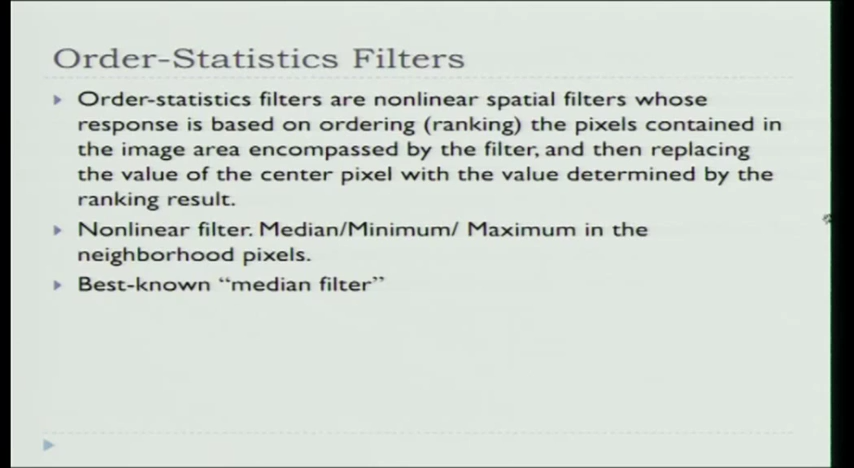 Order-Statistics Filters
Order-statistics filters are nonlinear spatial filters whose
response is based on ordering (ranking) the pixels contained in
the image area encompassed by the filter, and then replacing
the value of the center pixel with the value determined by the
ranking result.
Nonlinear filter. Median/Minimum/ Maximum in the
neighborhood pixels.
Best-known “median filter”